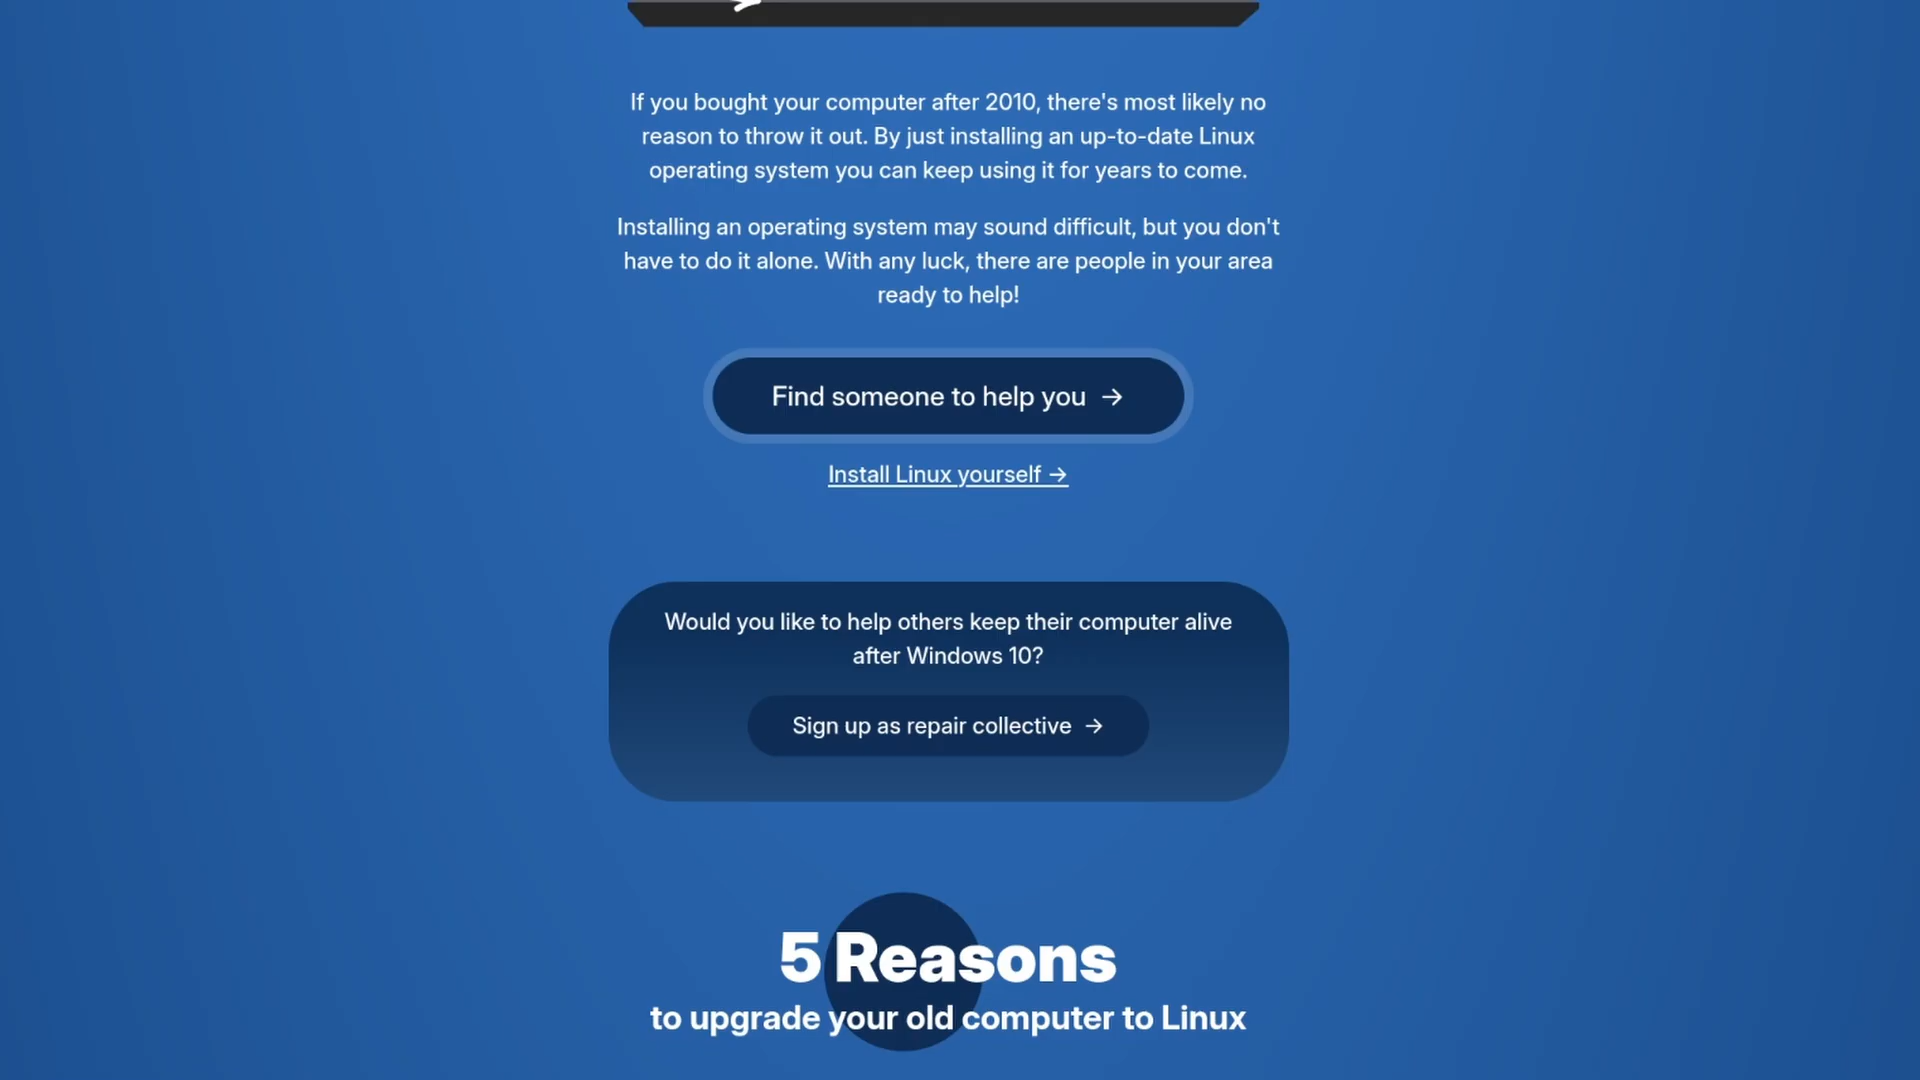 If you bought your computer after 2010, there's most likely no
reason to throw it out. By just installing an up-to-date Linux
operating system you can keep using it for years to come.
Installing an operating system may sound difficult, but you don't
have to do it alone. With any luck, there are people in your area
ready to help!
Find someone to help you →
Install Linux yourself →
Would you like to help others keep their computer alive
after Windows 10?
Sign up as repair collective →
5 Reasons
to upgrade your old computer to Linux